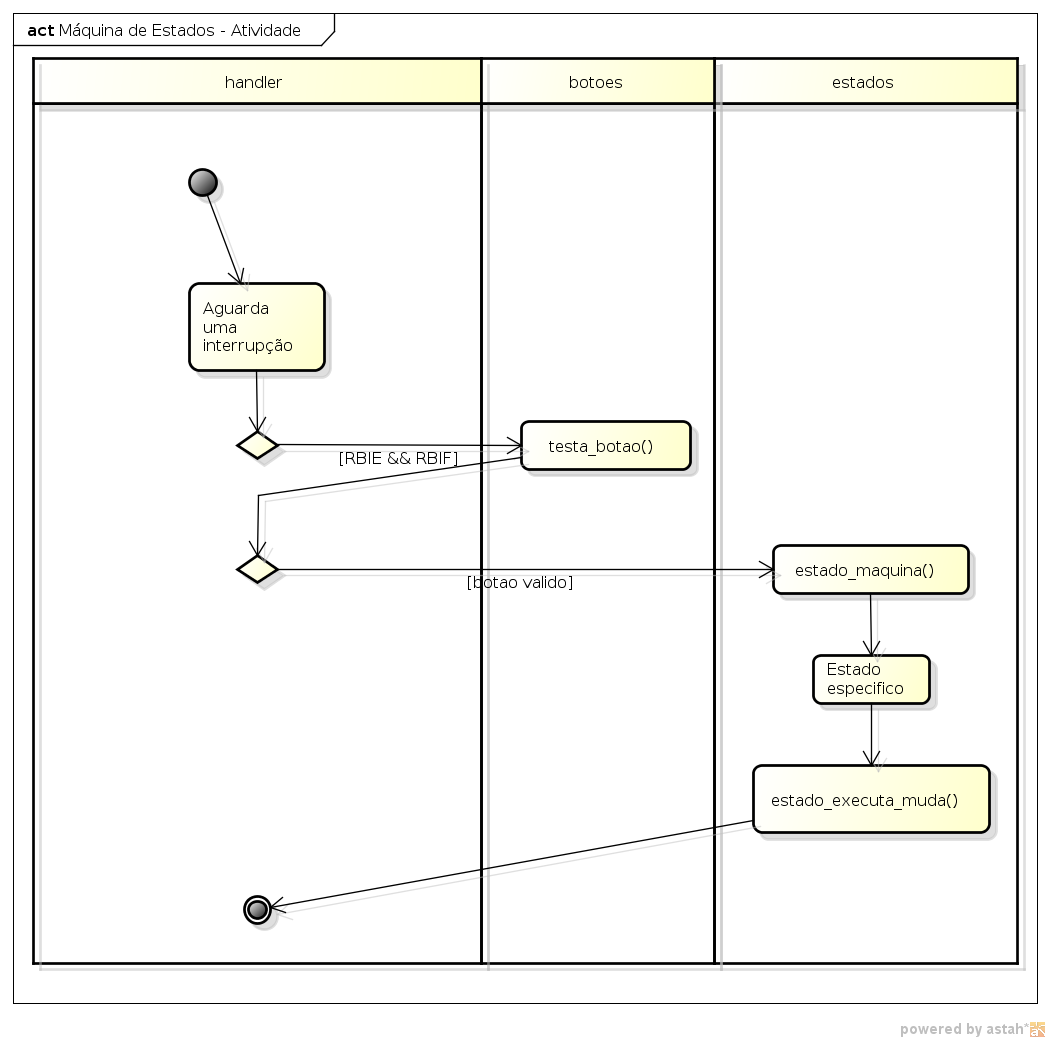 act Máquina de Estados - Atividade
handler
botoes
estados
Aguarda
uma
interrupção
testa_botao()
[RBIE && RBIF]
estado_maquina()
[botao valido]
Estado
especifico
estado_executa_muda()
powered by astah*